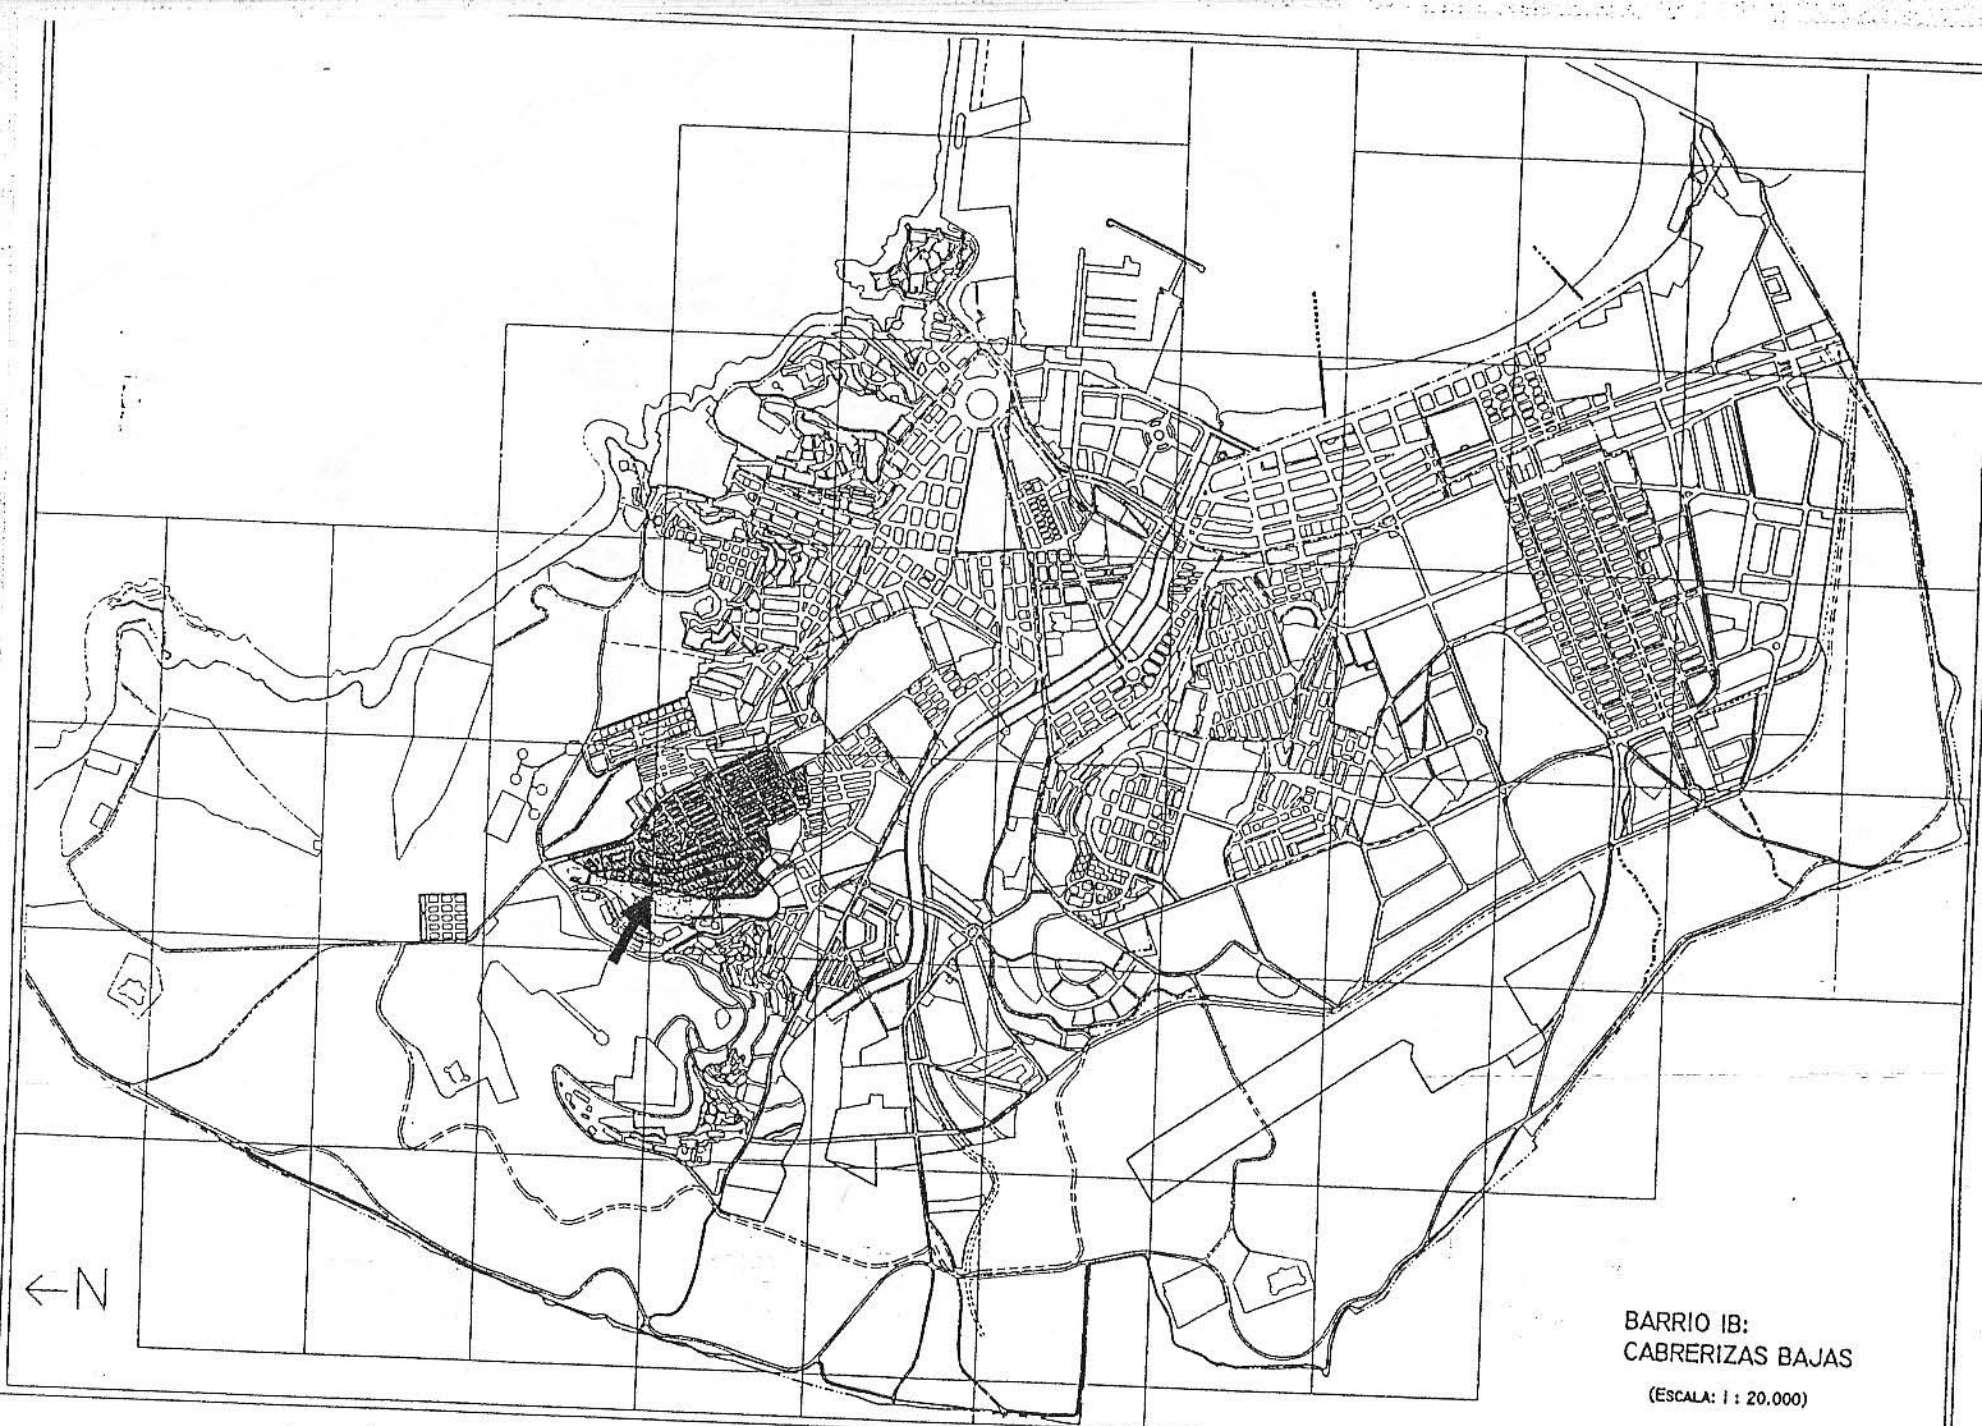 ←N
BARRIO IB:
CABRERIZAS BAJAS
(ESCALA: 1 : 20.000)